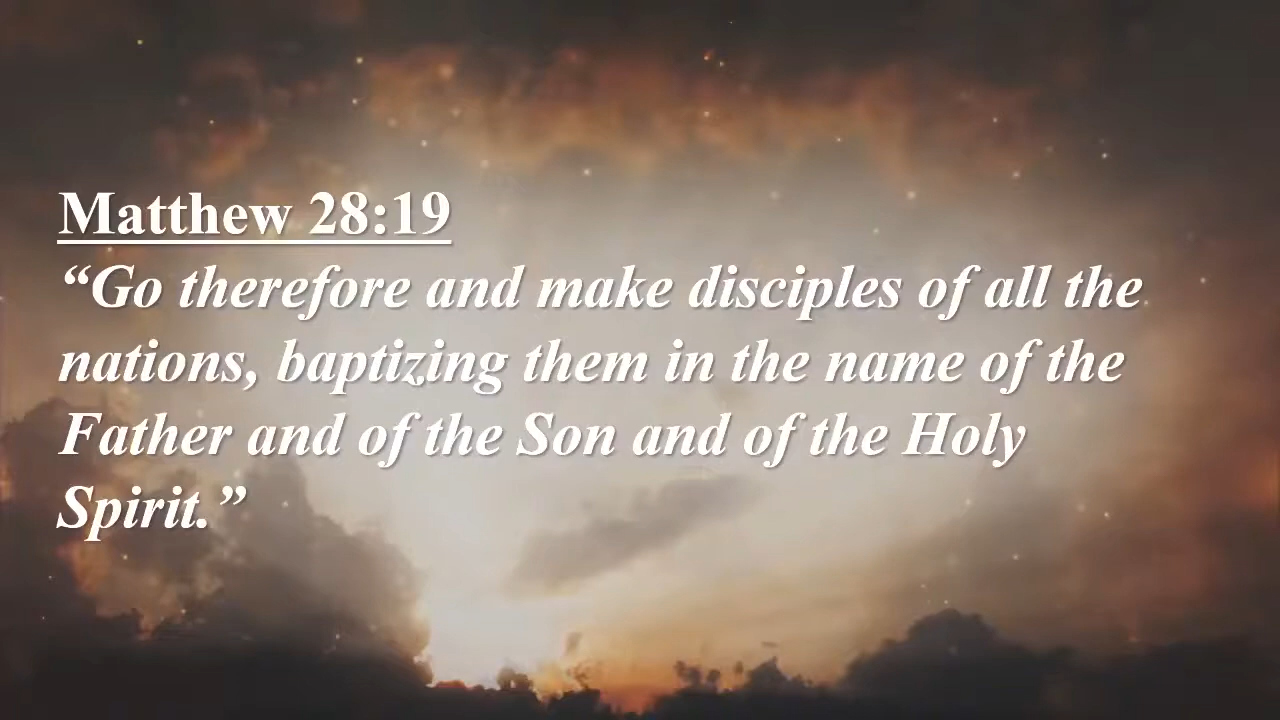 Matthew 28:19
“Go therefore and make disciples of all the
nations, baptizing them in the name of the
Father and of the Son and of the Holy
Spirit.”